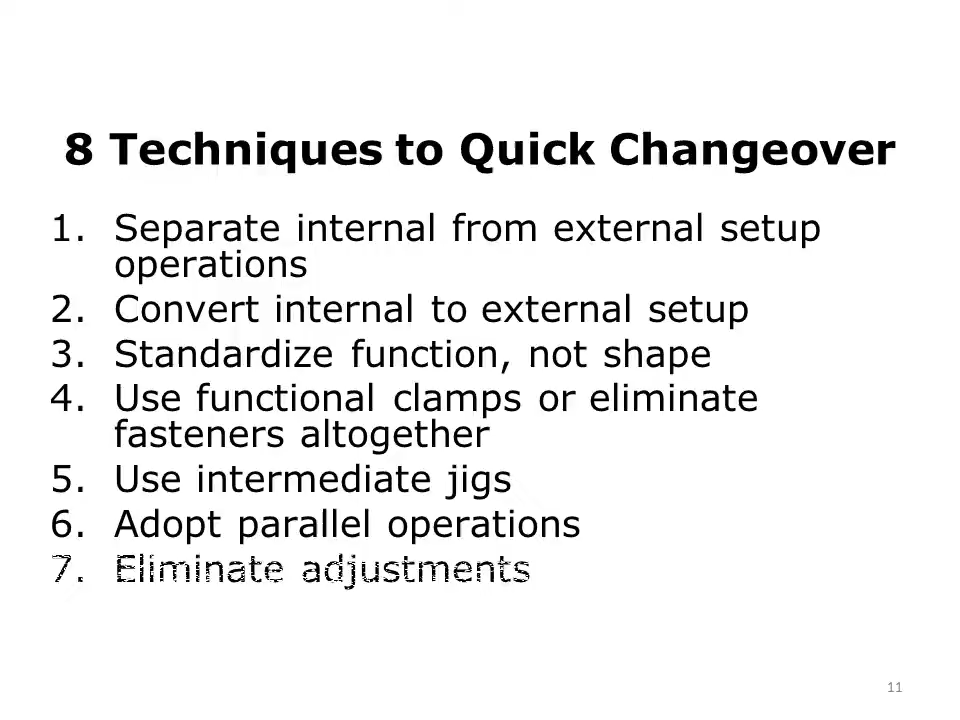 8 Techniques to Quick Changeover
1. Separate internal from external setup
operations
2. Convert internal to external setup
3. Standardize function, not shape
4. Use functional clamps or eliminate
fasteners altogether
5. Use intermediate jigs
6. Adopt parallel operations
7. Eliminate adjustments
11